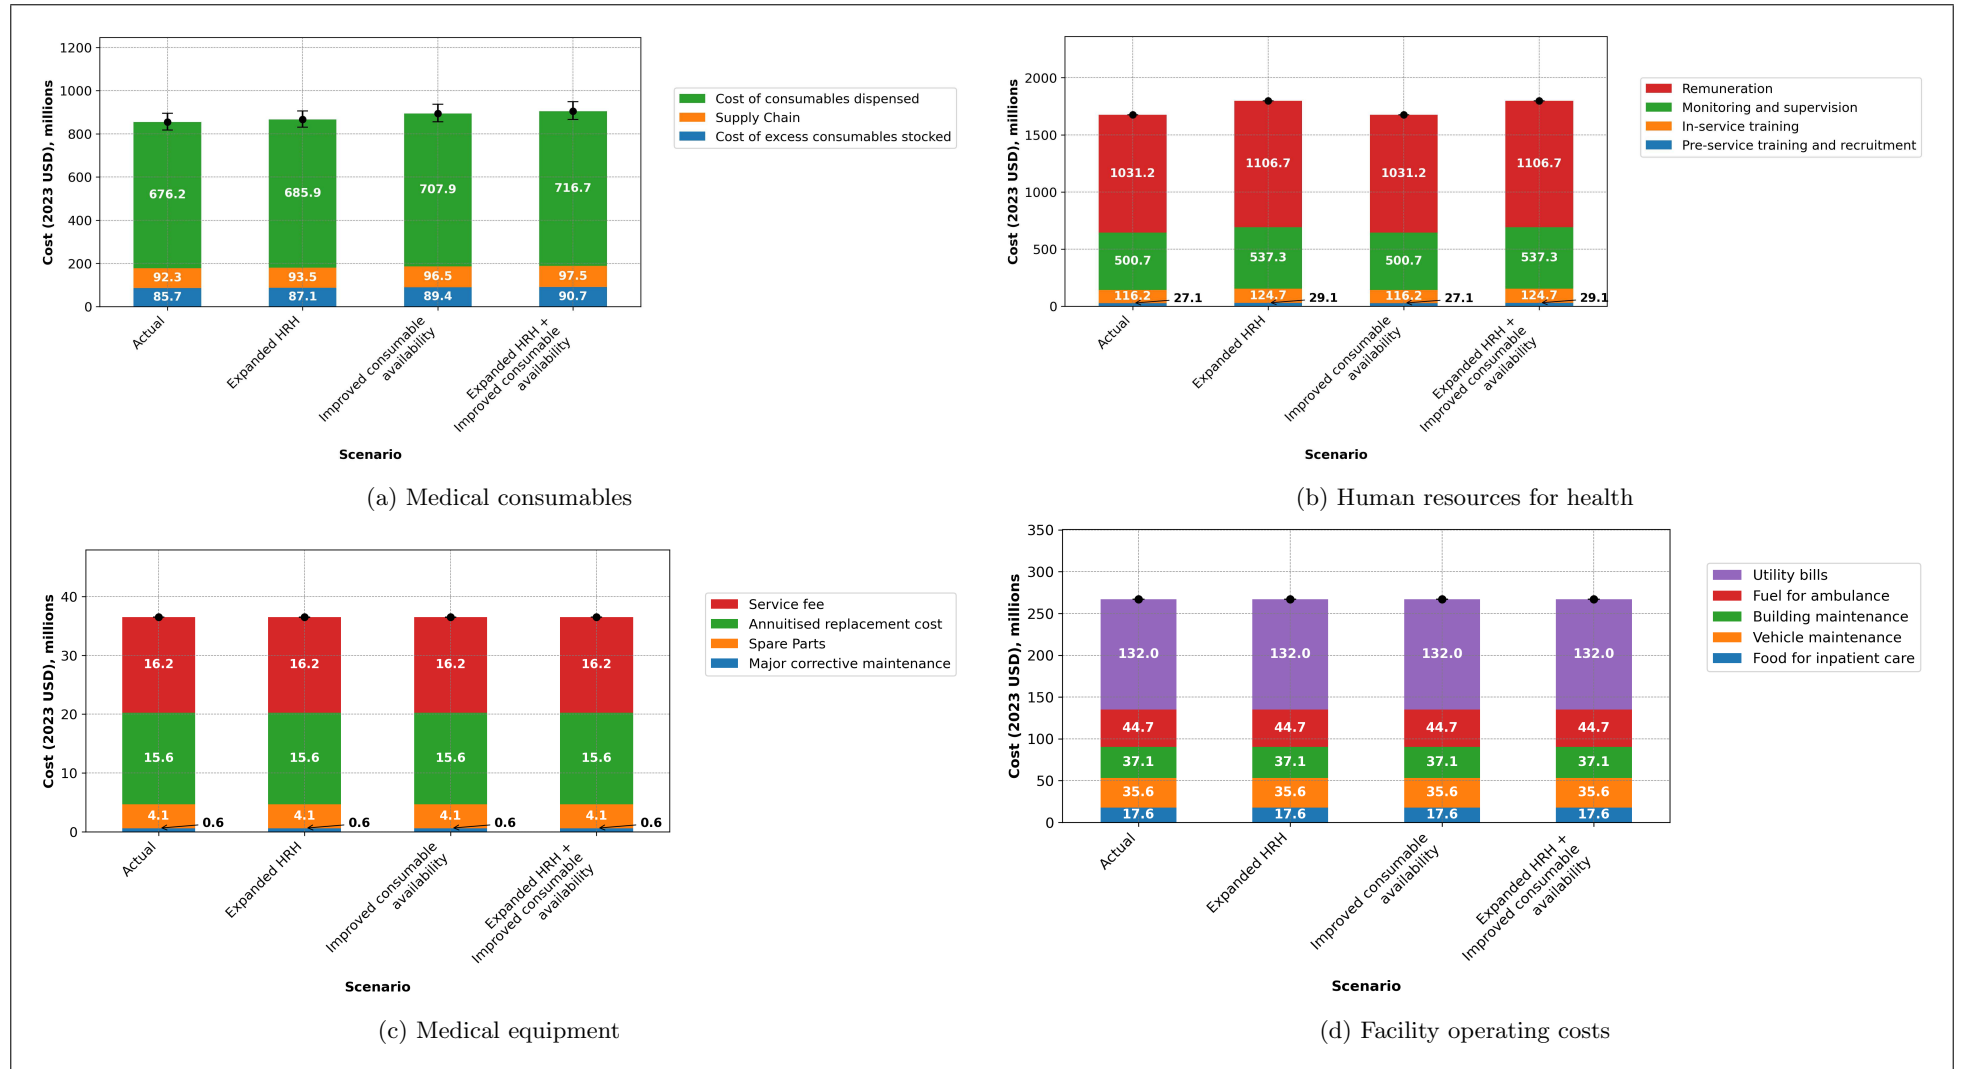 1200
1000
800
600
400
200
0
Cost (2023 USD), millions
676.2
685.9
707.9
716.7
92.3
93.5
96.5
97.5
85.7
87.1
89.4
90.7
Actual
Expanded HRH
Improved consumable
availability
Expanded HRH +
Improved consumable
availability
Scenario
Cost of consumables dispensed
Supply Chain
Cost of excess consumables stocked
(a) Medical consumables
2000
1500
1000
500
0
Cost (2023 USD), millions
1031.2
1106.7
1031.2
1106.7
500.7
537.3
500.7
537.3
116.2
124.7
116.2
124.7
27.1
29.1
27.1
29.1
Actual
Expanded HRH
Improved consumable
availability
Expanded HRH +
Improved consumable
availability
Scenario
Remuneration
Monitoring and supervision
In-service training
Pre-service training and recruitment
(b) Human resources for health
40
30
20
10
0
Cost (2023 USD), millions
16.2
16.2
16.2
16.2
15.6
15.6
15.6
15.6
4.1
4.1
4.1
4.1
0.6
0.6
0.6
0.6
Actual
Expanded HRH
Improved consumable
availability
Expanded HRH +
Improved consumable
availability
Scenario
Service fee
Annuitised replacement cost
Spare Parts
Major corrective maintenance
(c) Medical equipment
350
300
250
200
150
100
50
0
Cost (2023 USD), millions
132.0
132.0
132.0
132.0
44.7
44.7
44.7
44.7
37.1
37.1
37.1
37.1
35.6
35.6
35.6
35.6
17.6
17.6
17.6
17.6
Actual
Expanded HRH
Improved consumable
availability
Expanded HRH +
Improved consumable
availability
Scenario
Utility bills
Fuel for ambulance
Building maintenance
Vehicle maintenance
Food for inpatient care
(d) Facility operating costs